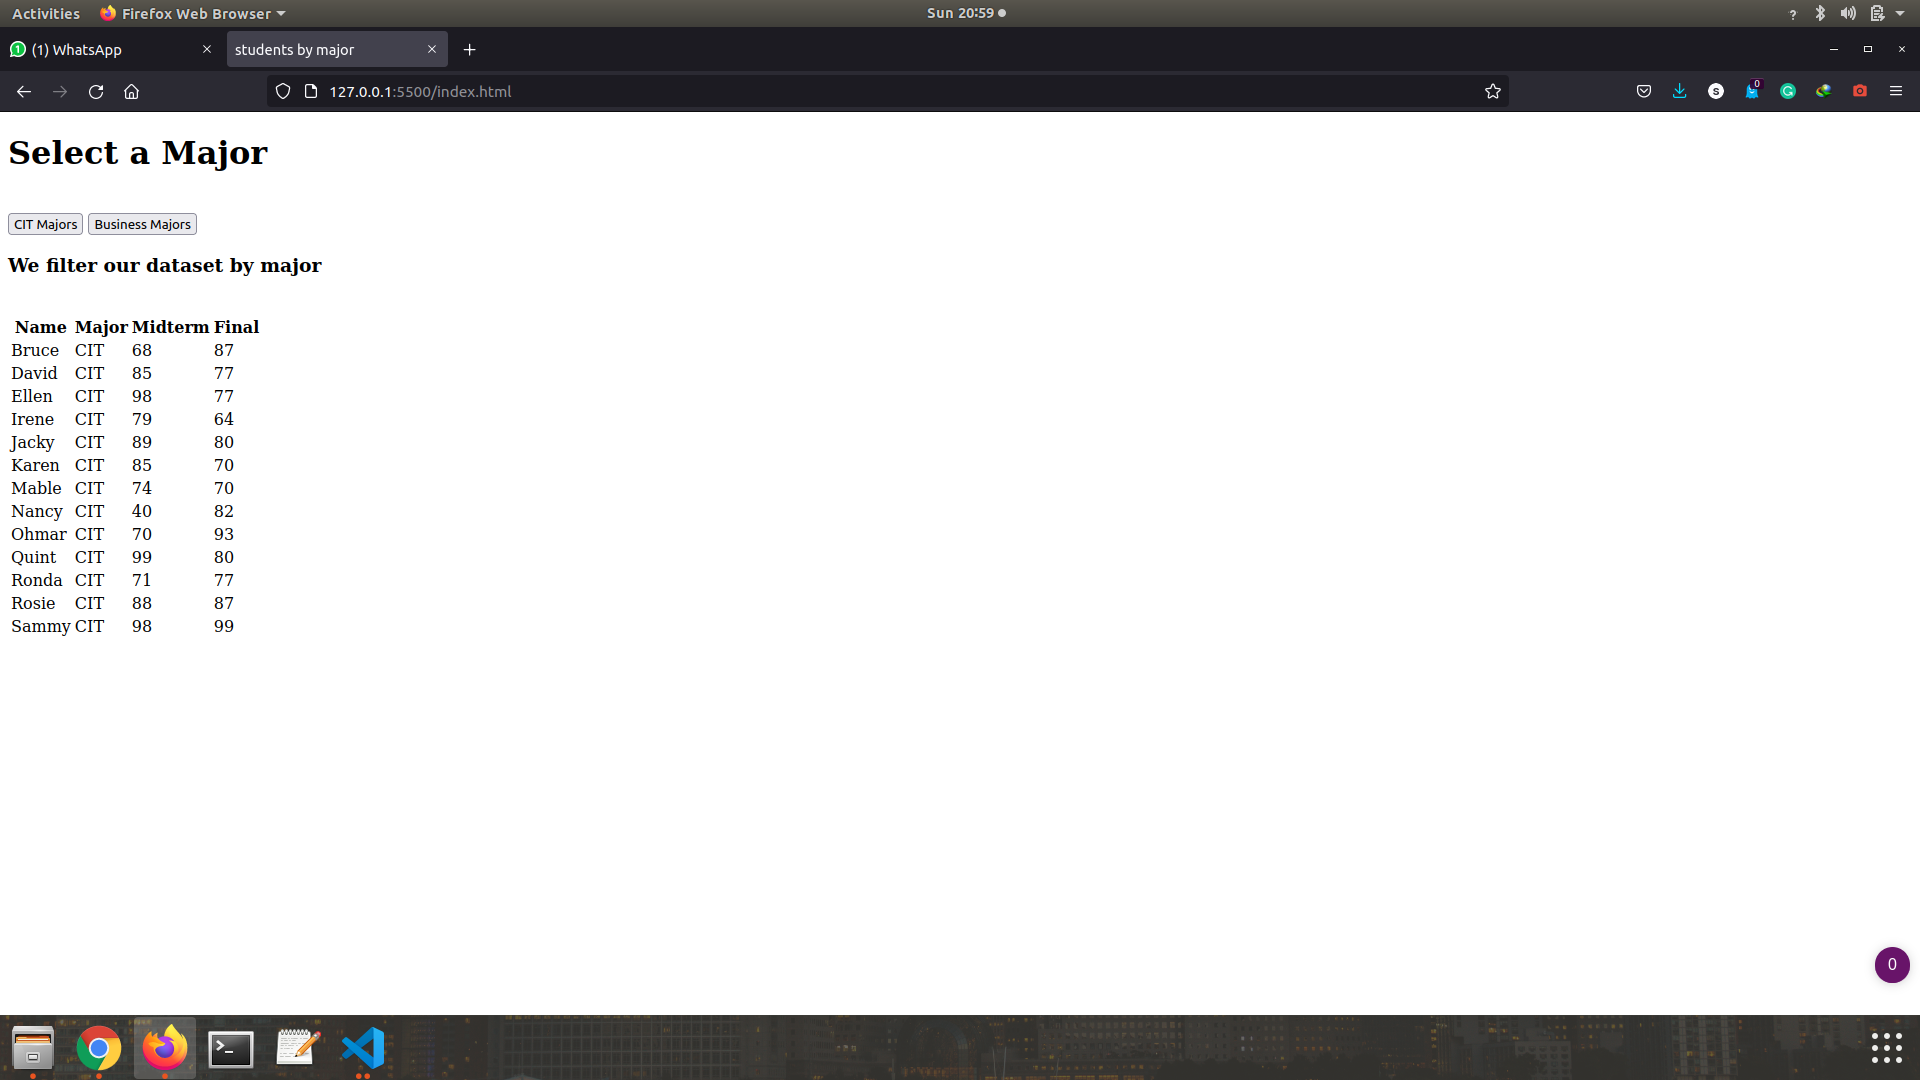 Activities Firefox Web Browser Sun 20:59 ?
1 (1) WhatsApp students by major
127.0.0.1:5500/index.html S 0
Select a Major
CIT Majors Business Majors
We filter our dataset by major
Name Major Midterm Final
Bruce CIT 68 87
David CIT 85 77
Ellen CIT 98 77
Irene CIT 79 64
Jacky CIT 89 80
Karen CIT 85 70
Mable CIT 74 70
Nancy CIT 40 82
Ohmar CIT 70 93
Quint CIT 99 80
Ronda CIT 71 77
Rosie CIT 88 87
Sammy CIT 98 99
0